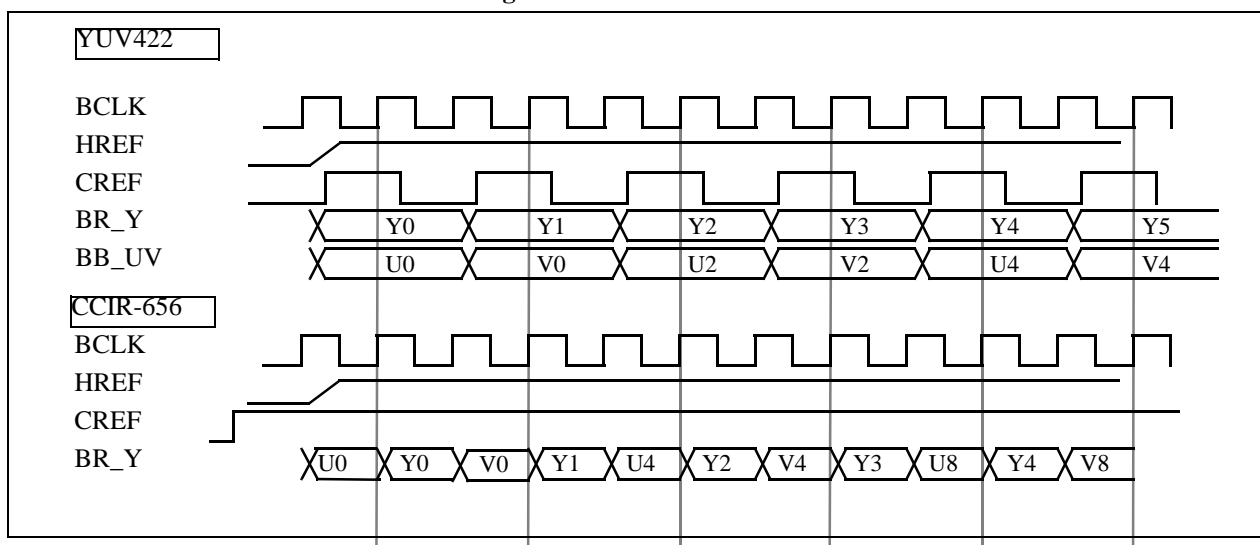 YUV422
BCLK
HREF
CREF
BR_Y Y0 Y1 Y2 Y3 Y4 Y5
BB_UV U0 V0 U2 V2 U4 V4
CCIR-656
BCLK
HREF
CREF
BR_Y U0 Y0 V0 Y1 U4 Y2 V4 Y3 U8 Y4 V8